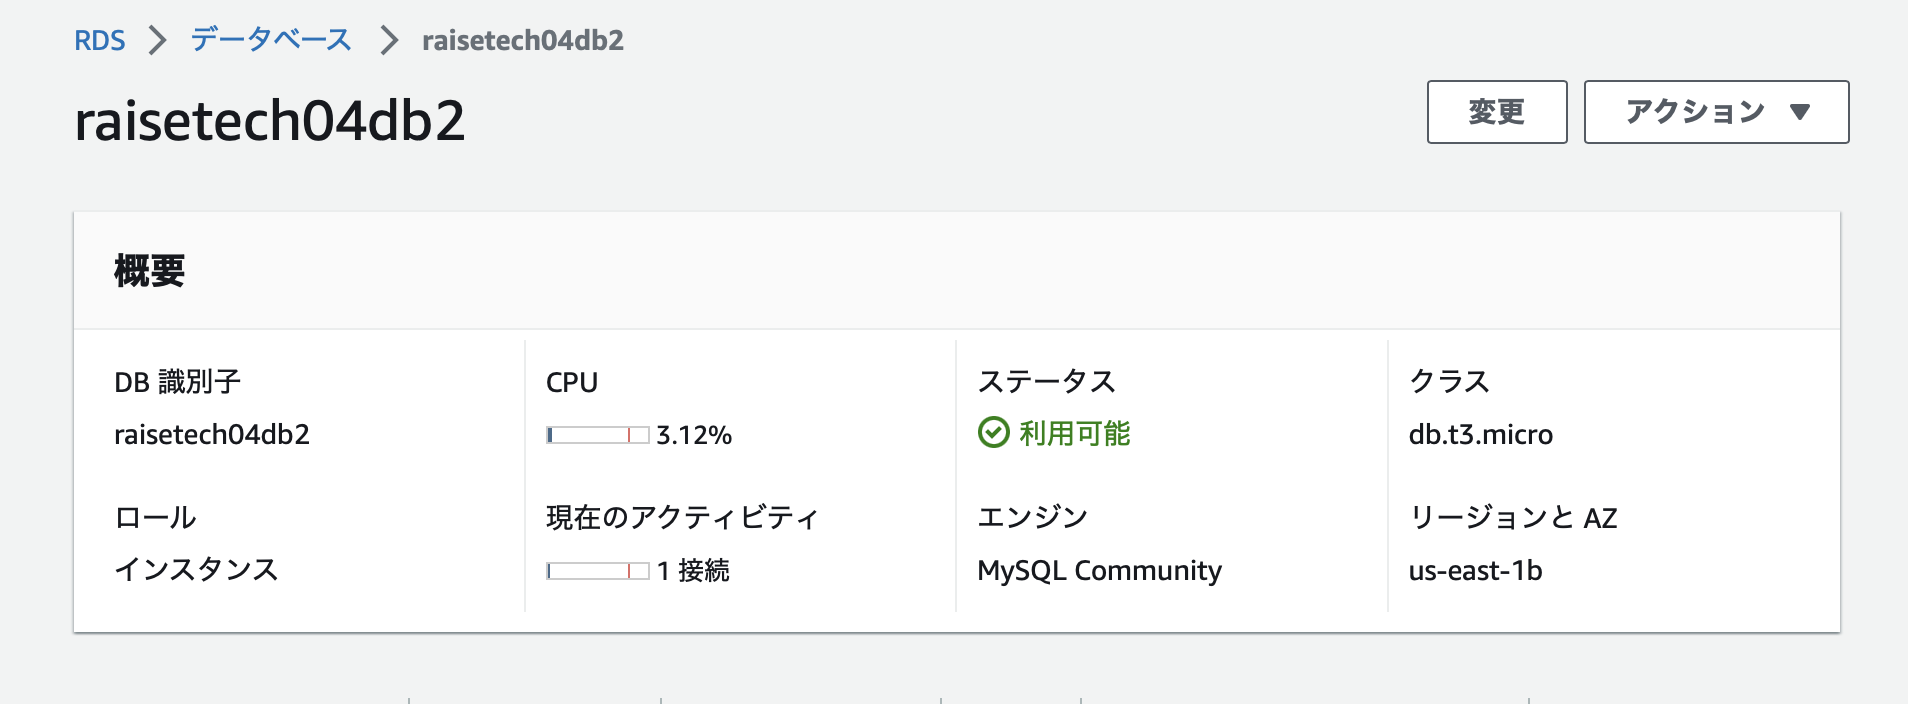 RDS > データベース > raisetech04db2
raisetech04db2
変更
アクション ▼
概要
DB 識別子
raisetech04db2
CPU
3.12%
ステータス
利用可能
クラス
db.t3.micro
ロール
インスタンス
現在のアクティビティ
1 接続
エンジン
MySQL Community
リージョンと AZ
us-east-1b